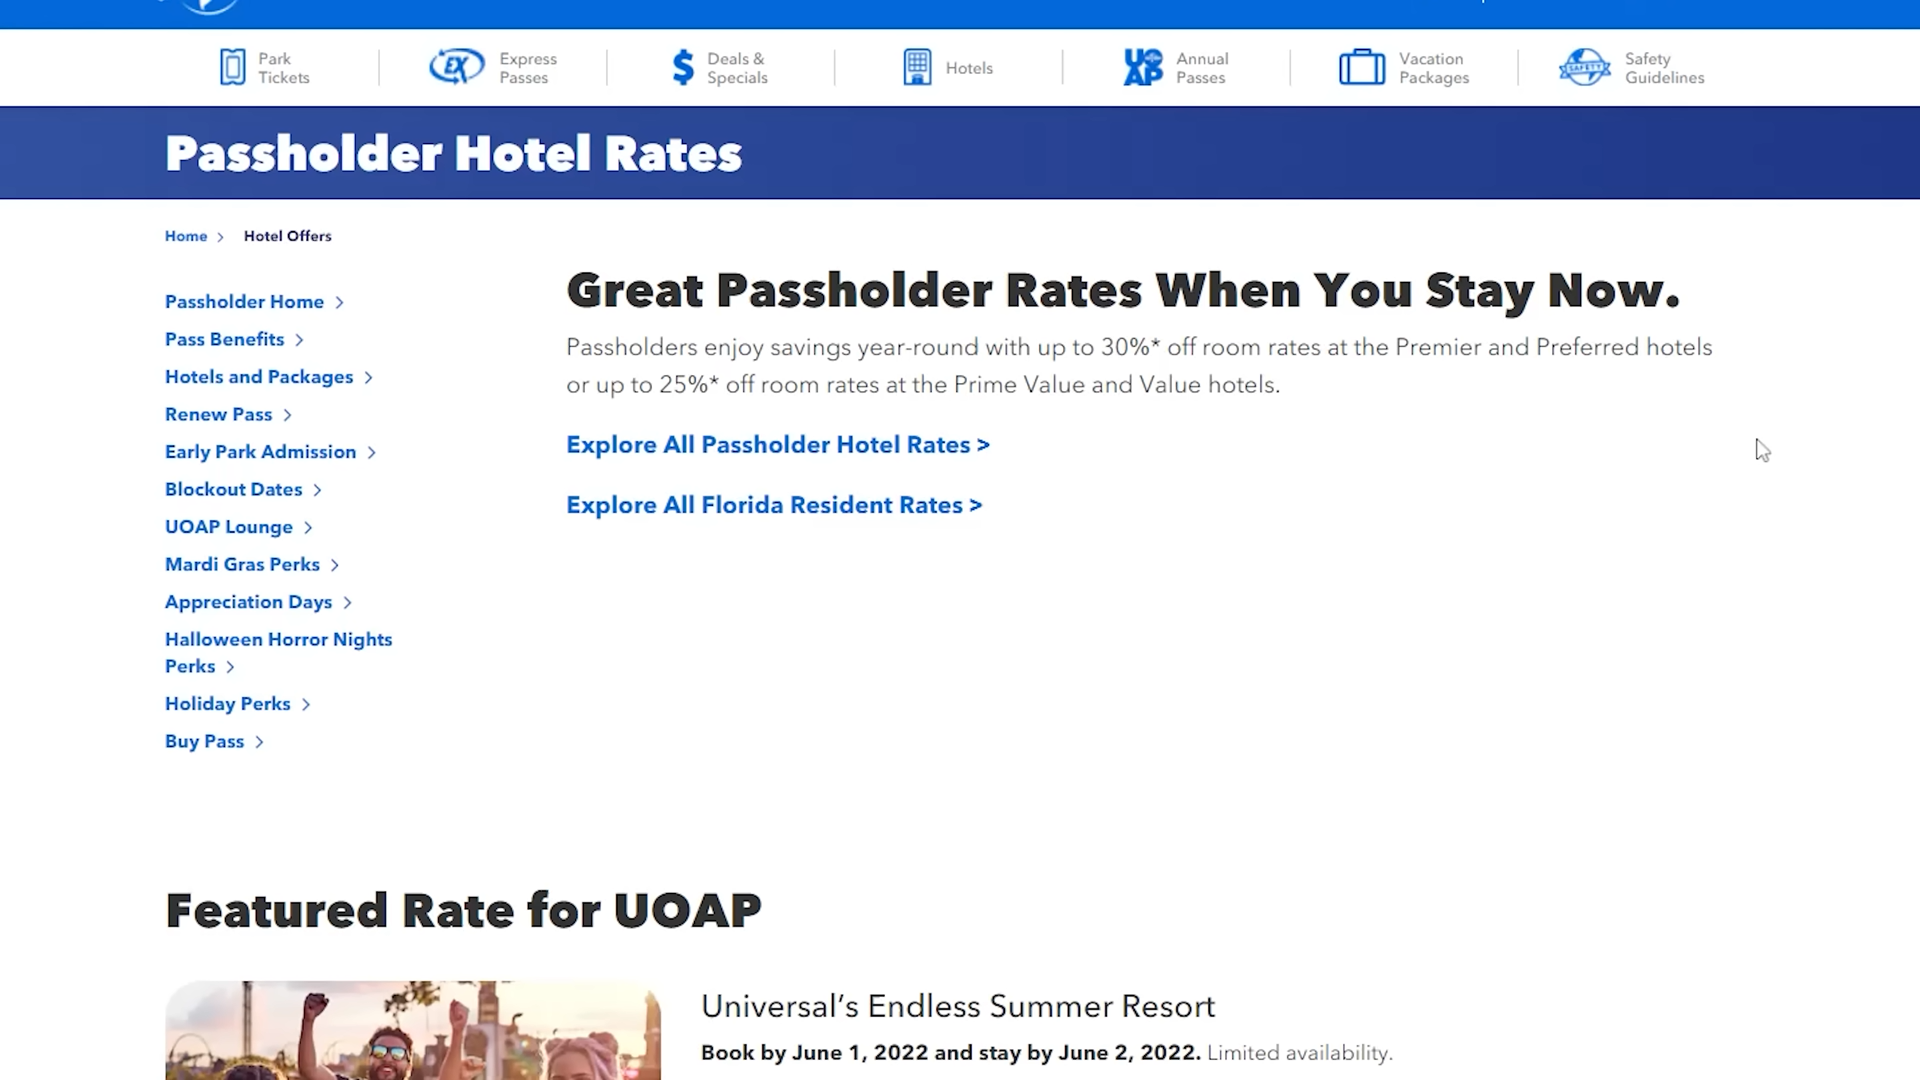 Park
Tickets
EX
Express
Passes
$
Deals &
Specials
Hotels
UOAP
Annual
Passes
Vacation
Packages
SAFETY
Safety
Guidelines
Passholder Hotel Rates
Home > Hotel Offers
Passholder Home >
Pass Benefits >
Hotels and Packages >
Renew Pass >
Early Park Admission >
Blockout Dates >
UOAP Lounge >
Mardi Gras Perks >
Appreciation Days >
Halloween Horror Nights
Perks >
Holiday Perks >
Buy Pass >
Great Passholder Rates When You Stay Now.
Passholders enjoy savings year-round with up to 30%* off room rates at the Premier and Preferred hotels
or up to 25%* off room rates at the Prime Value and Value hotels.
Explore All Passholder Hotel Rates >
Explore All Florida Resident Rates >
Featured Rate for UOAP
Universal’s Endless Summer Resort
Book by June 1, 2022 and stay by June 2, 2022. Limited availability.